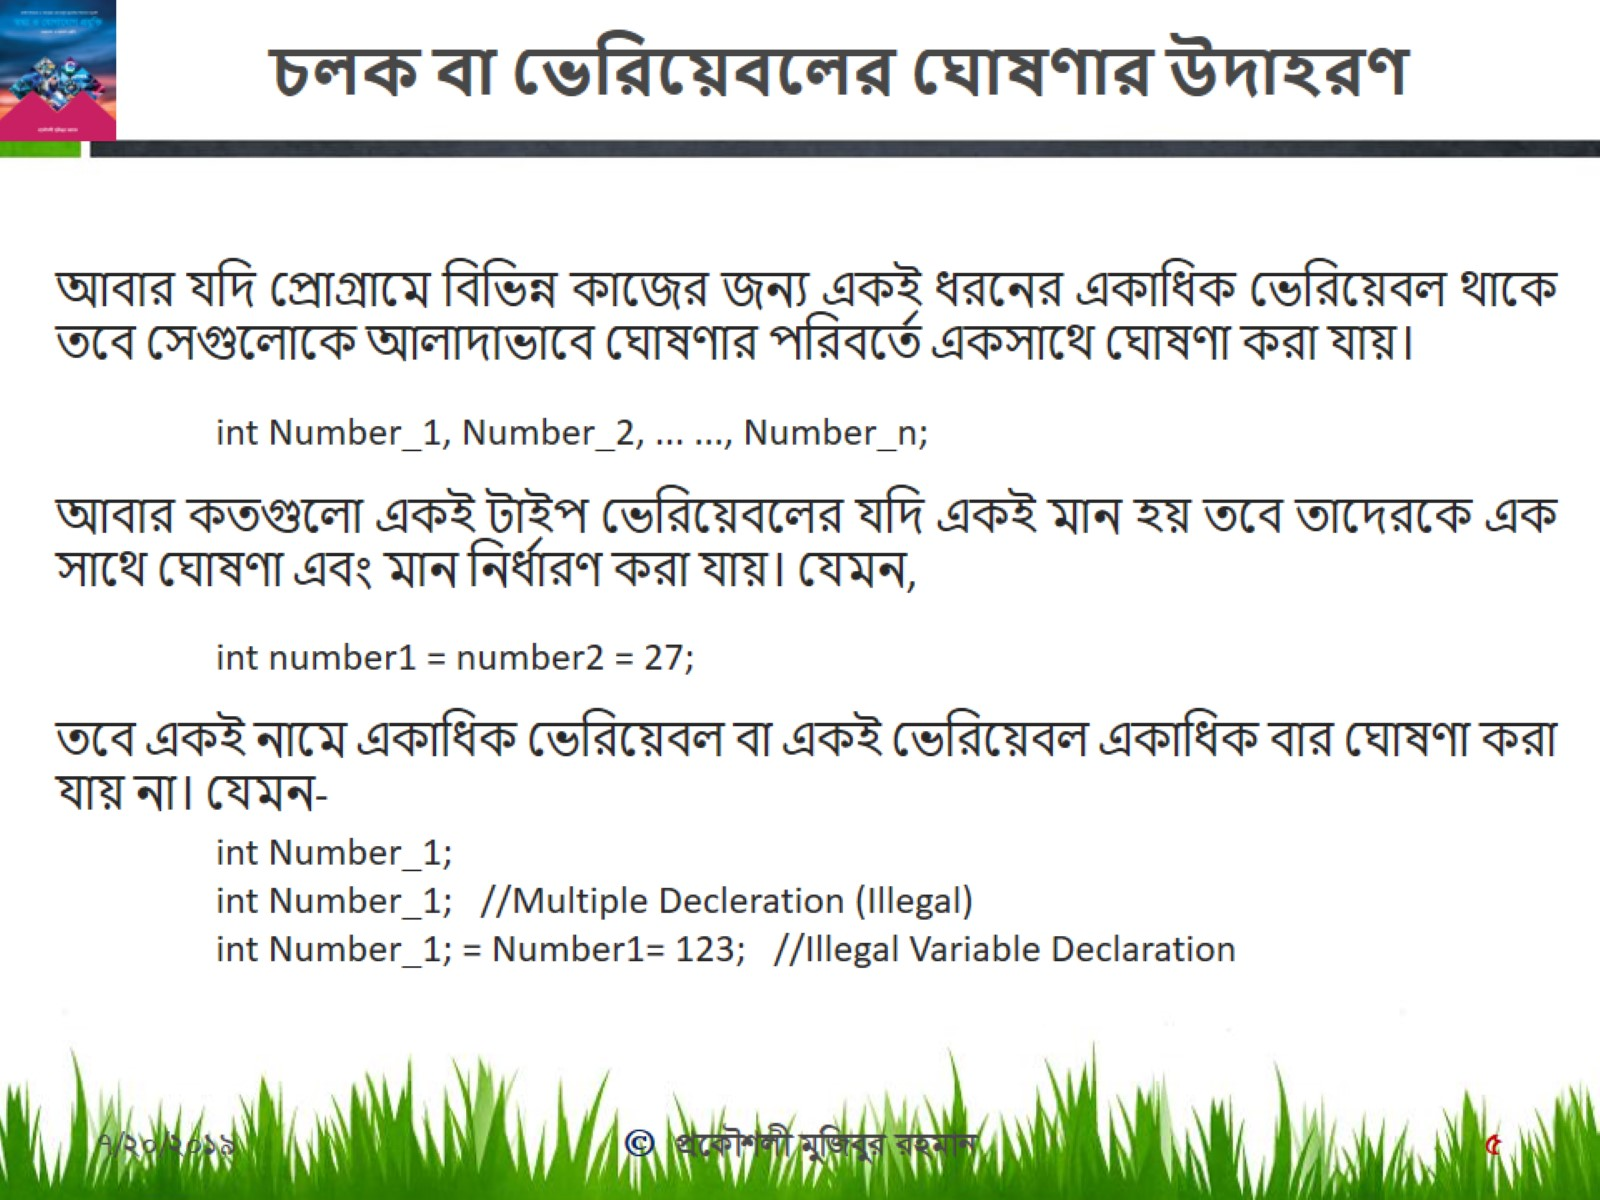 চলক বা ভেরিয়েবলের ঘোষণার উদাহরণ
আবার যদি প্রোগ্রামে বিভিন্ন কাজের জন্য একই ধরনের একাধিক ভেরিয়েবল থাকে
তবে সেগুলোকে আলাদাভাবে ঘোষণার পরিবর্তে একসাথে ঘোষণা করা যায়।
int Number_1, Number_2, ... ..., Number_n;
আবার কতগুলো একই টাইপ ভেরিয়েবলের যদি একই মান হয় তবে তাদেরকে এক
সাথে ঘোষণা এবং মান নির্ধারণ করা যায়। যেমন,
int number1 = number2 = 27;
তবে একই নামে একাধিক ভেরিয়েবল বা একই ভেরিয়েবল একাধিক বার ঘোষণা করা
যায় না। যেমন-
int Number_1;
int Number_1; //Multiple Decleration (Illegal)
int Number_1; = Number1= 123; //Illegal Variable Declaration
৭/২০/২০১৯
© প্রকৌশলী মুজিবুর রহমান
৫